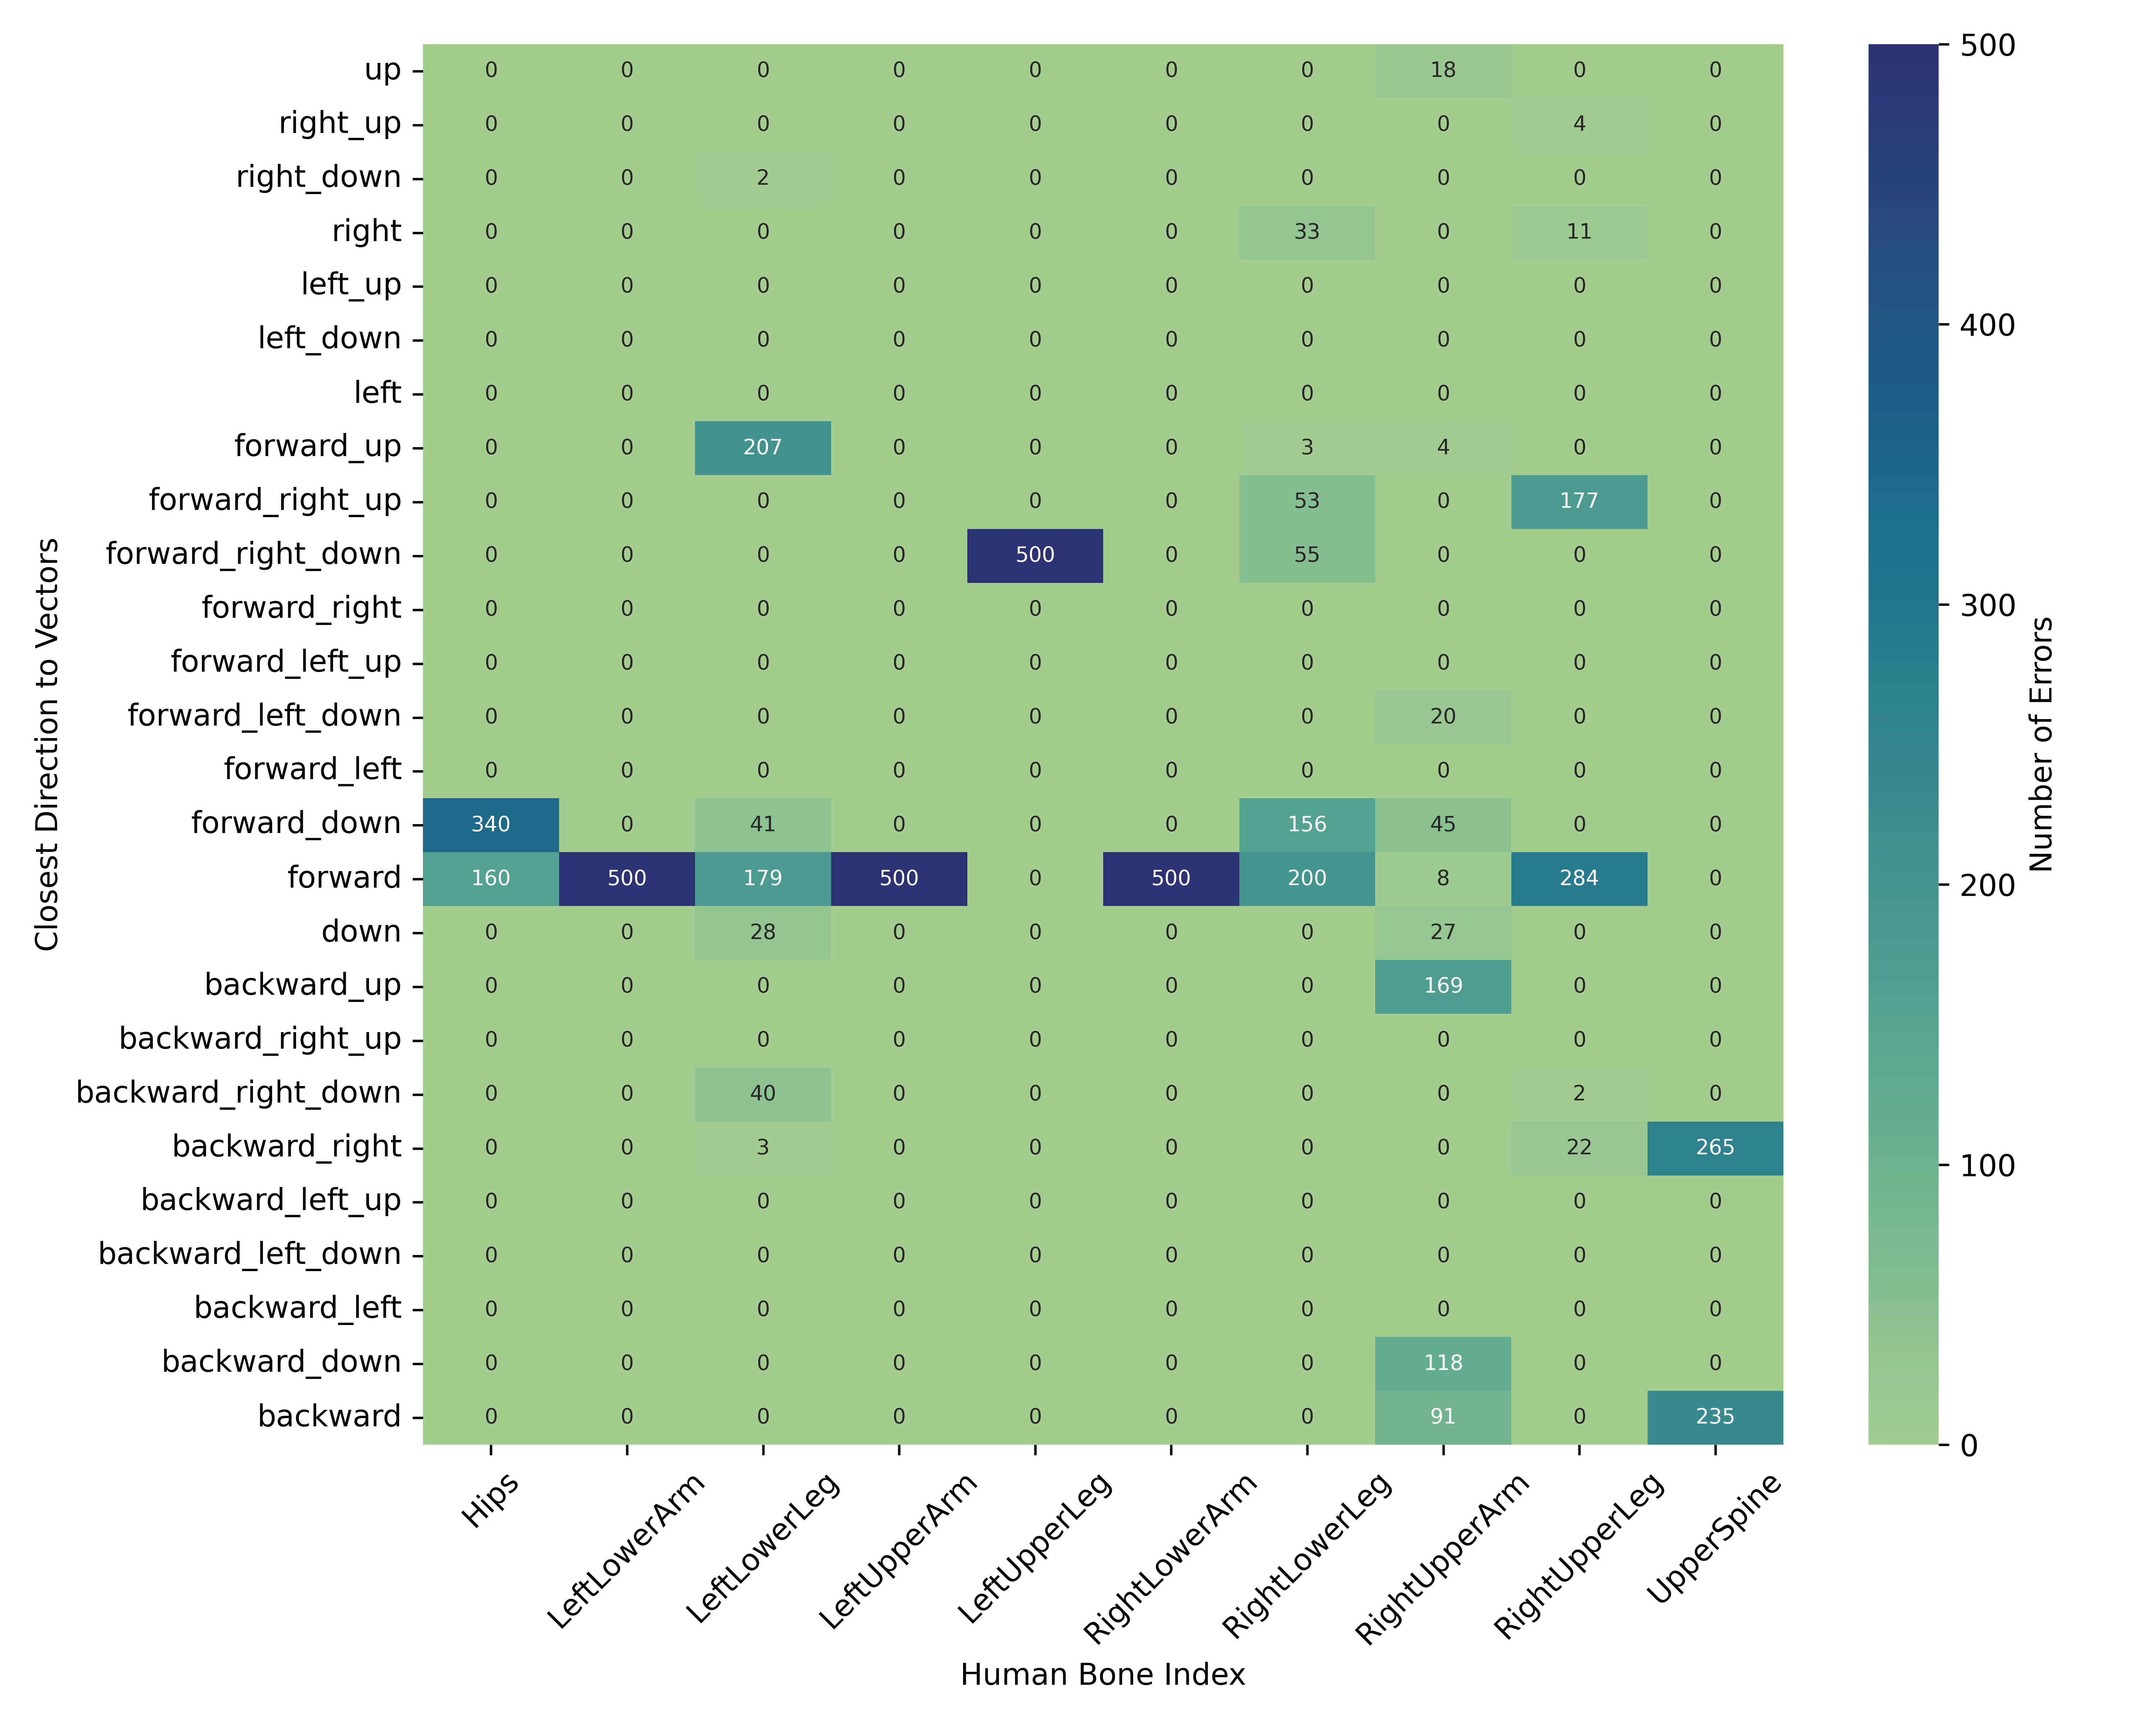 up 0 0 0 0 0 0 0 18 0 0
right_up 0 0 0 0 0 0 0 0 4 0
right_down 0 0 2 0 0 0 0 0 0 0
right 0 0 0 0 0 0 33 0 11 0
left_up 0 0 0 0 0 0 0 0 0 0
left_down 0 0 0 0 0 0 0 0 0 0
left 0 0 0 0 0 0 0 0 0 0
forward_up 0 0 207 0 0 0 3 4 0 0
forward_right_up 0 0 0 0 0 0 53 0 177 0
forward_right_down 0 0 0 0 500 0 55 0 0 0
forward_right 0 0 0 0 0 0 0 0 0 0
forward_left_up 0 0 0 0 0 0 0 0 0 0
forward_left_down 0 0 0 0 0 0 0 20 0 0
forward_left 0 0 0 0 0 0 0 0 0 0
forward_down 340 0 41 0 0 0 156 45 0 0
forward 160 500 179 500 0 500 200 8 284 0
down 0 0 28 0 0 0 0 27 0 0
backward_up 0 0 0 0 0 0 0 169 0 0
backward_right_up 0 0 0 0 0 0 0 0 0 0
backward_right_down 0 0 40 0 0 0 0 0 2 0
backward_right 0 0 3 0 0 0 0 0 22 265
backward_left_up 0 0 0 0 0 0 0 0 0 0
backward_left_down 0 0 0 0 0 0 0 0 0 0
backward_left 0 0 0 0 0 0 0 0 0 0
backward_down 0 0 0 0 0 0 0 118 0 0
backward 0 0 0 0 0 0 0 91 0 235
Closest Direction to Vectors
Hips LeftLowerArm LeftLowerLeg LeftUpperArm LeftUpperLeg RightLowerArm RightLowerLeg RightUpperArm RightUpperLeg UpperSpine
Human Bone Index
500
400
300
200
100
0
Number of Errors